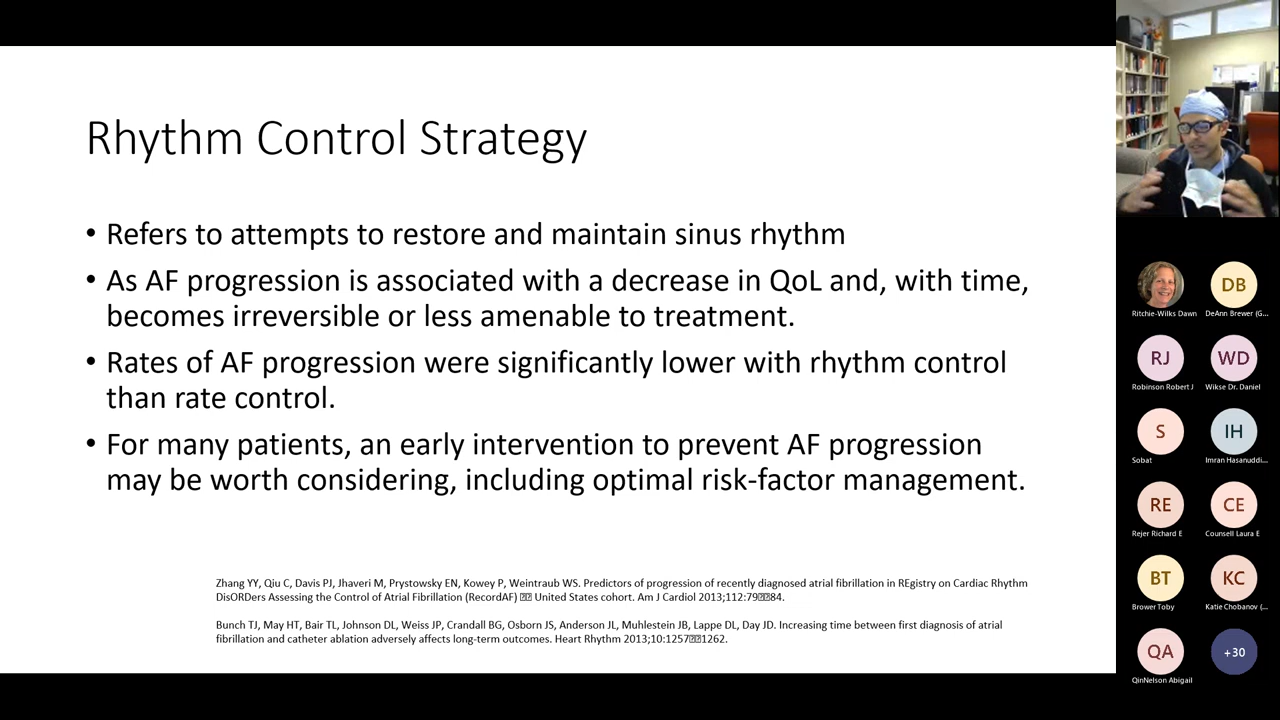 Rhythm Control Strategy
• Refers to attempts to restore and maintain sinus rhythm
• As AF progression is associated with a decrease in QoL and, with time,
becomes irreversible or less amenable to treatment.
• Rates of AF progression were significantly lower with rhythm control
than rate control.
• For many patients, an early intervention to prevent AF progression
may be worth considering, including optimal risk-factor management.
Zhang YY, Qiu C, Davis PJ, Jhaveri M, Prystowsky EN, Kowey P, Weintraub WS. Predictors of progression of recently diagnosed atrial fibrillation in REgistry on Cardiac Rhythm
DisORDers Assessing the Control of Atrial Fibrillation (RecordAF) United States cohort. Am J Cardiol 2013;112:79 84.
Bunch TJ, May HT, Bair TL, Johnson DL, Weiss JP, Crandall BG, Osborn JS, Anderson JL, Muhlestein JB, Lappe DL, Day JD. Increasing time between first diagnosis of atrial
fibrillation and catheter ablation adversely affects long-term outcomes. Heart Rhythm 2013;10:1257 1262.
Ritchie-Wilks Dawn
DB
DeAnn Brewer (G...
RJ
Robinson Robert J
WD
Wikse Dr. Daniel
S
Sobat
IH
Imran Hasanuddi...
RE
Rejer Richard E
CE
Counsell Laura E
BT
Brower Toby
KC
Katie Chobanov (...
QA
QinNelson Abigail
+30